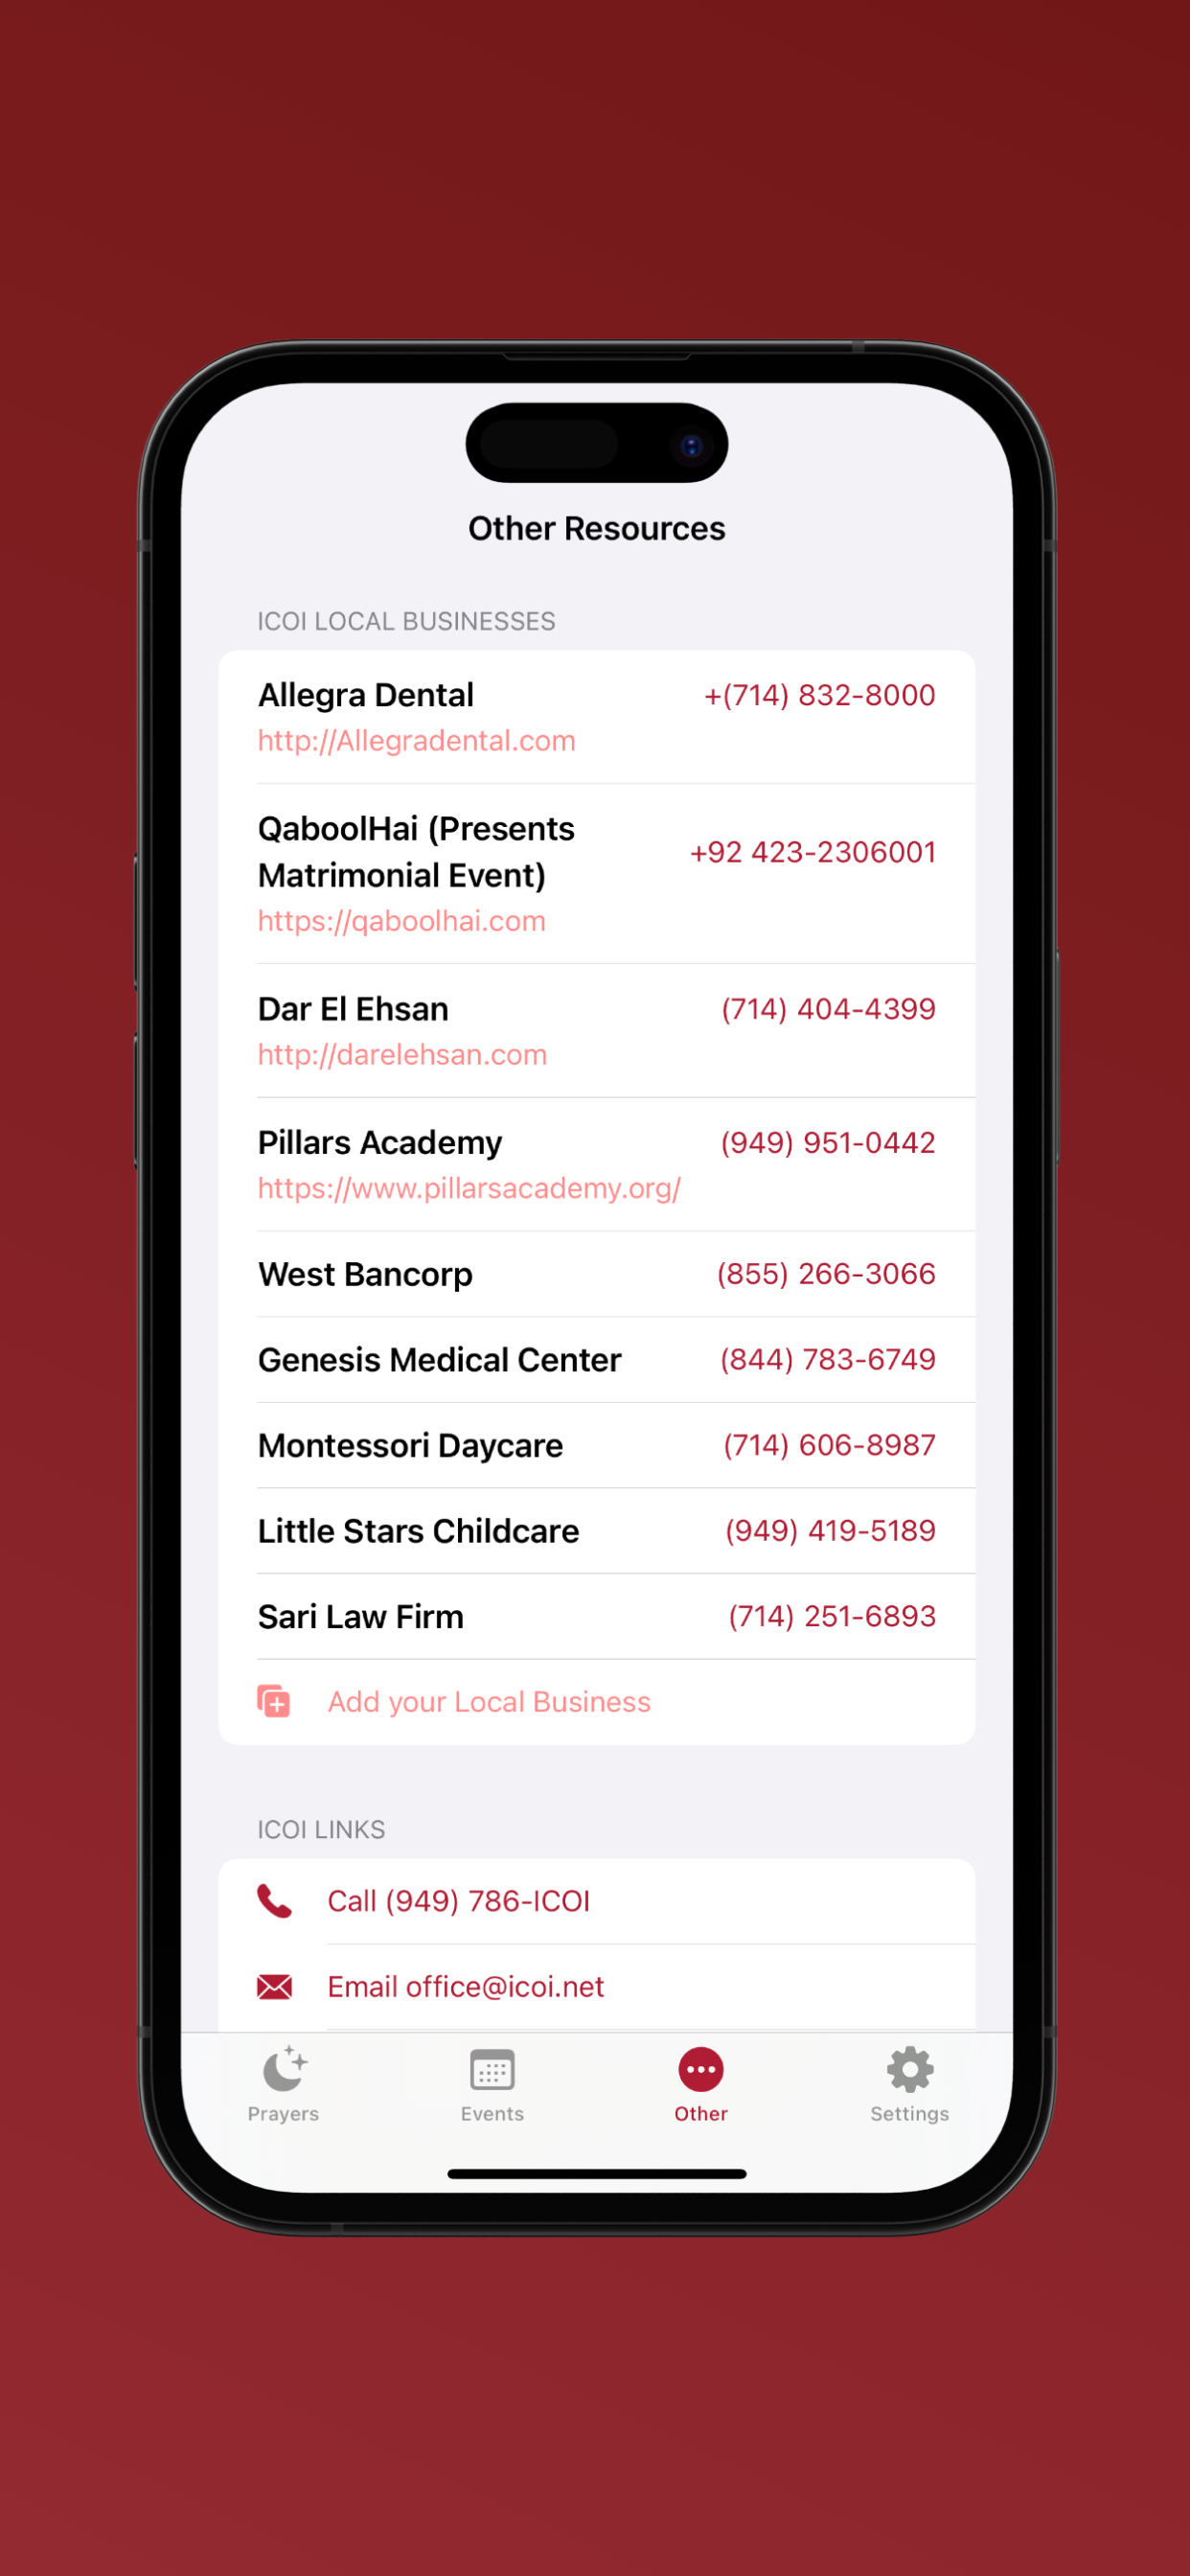 Other Resources
ICOI LOCAL BUSINESSES
Allegra Dental
+(714) 832-8000
http://Allegradental.com
QaboolHai (Presents
Matrimonial Event)
+92 423-2306001
https://qaboolhai.com
Dar El Ehsan
(714) 404-4399
http://darelehsan.com
Pillars Academy
(949) 951-0442
https://www.pillarsacademy.org/
West Bancorp
(855) 266-3066
Genesis Medical Center
(844) 783-6749
Montessori Daycare
(714) 606-8987
Little Stars Childcare
(949) 419-5189
Sari Law Firm
(714) 251-6893
Add your Local Business
ICOI LINKS
Call (949) 786-ICOI
Email office@icoi.net
Prayers
Events
Other
Settings